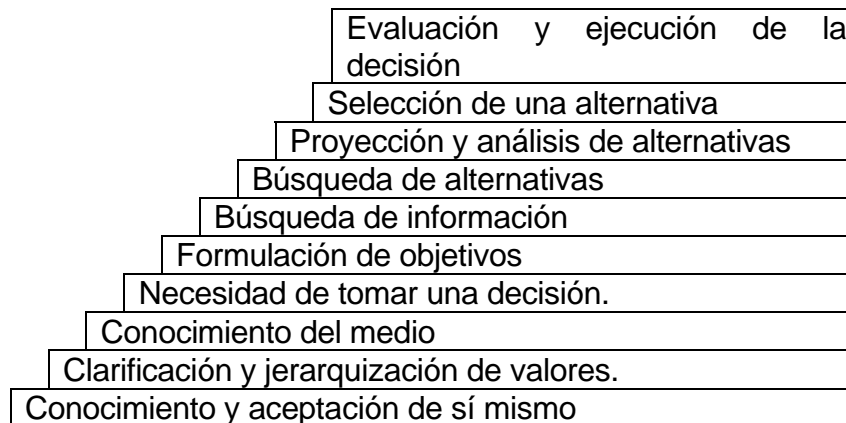 Evaluación y ejecución de la
decisión
Selección de una alternativa
Proyección y análisis de alternativas
Búsqueda de alternativas
Búsqueda de información
Formulación de objetivos
Necesidad de tomar una decisión.
Conocimiento del medio
Clarificación y jerarquización de valores.
Conocimiento y aceptación de sí mismo